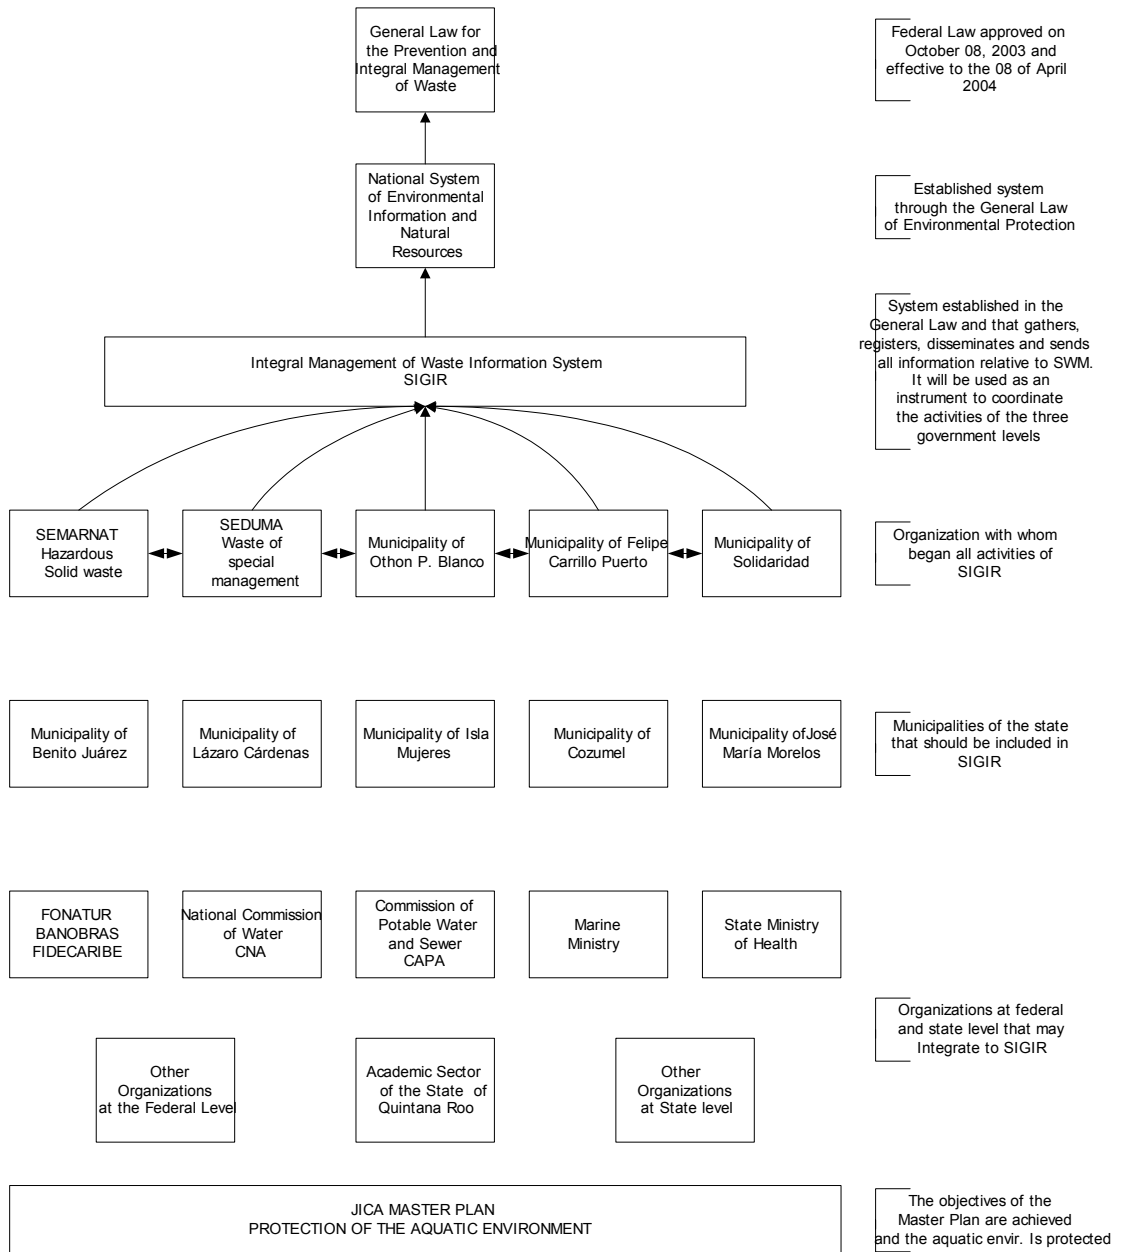 General Law for
the Prevention and
Integral Management
of Waste
Federal Law approved on
October 08, 2003 and
effective to the 08 of April
2004
National System
of Environmental
Information and
Natural
Resources
Established system
through the General Law
of Environmental Protection
Integral Management of Waste Information System
SIGIR
System established in the
General Law and that gathers,
registers, disseminates and sends
all information relative to SWM.
It will be used as an
instrument to coordinate
the activities of the three
government levels
SEMARNAT
Hazardous
Solid waste
SEDUMA
Waste of
special
management
Municipality of
Othon P. Blanco
Municipality of Felipe
Carrillo Puerto
Municipality of
Solidaridad
Organization with whom
began all activities of
SIGIR
Municipality of
Benito Juárez
Municipality of
Lázaro Cárdenas
Municipality of Isla
Mujeres
Municipality of
Cozumel
Municipality ofJosé
María Morelos
Municipalities of the state
that should be included in
SIGIR
FONATUR
BANOBRAS
FIDECARIBE
National Commission
of Water
CNA
Commission of
Potable Water
and Sewer
CAPA
Marine
Ministry
State Ministry
of Health
Organizations at federal
and state level that may
Integrate to SIGIR
Other
Organizations
at the Federal Level
Academic Sector
of the State of
Quintana Roo
Other
Organizations
at State level
JICA MASTER PLAN
PROTECTION OF THE AQUATIC ENVIRONMENT
The objectives of the
Master Plan are achieved
and the aquatic envir. Is protected